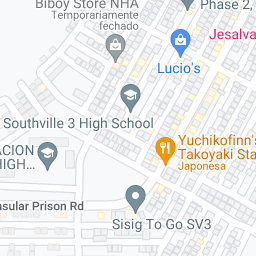 Biboy Store NHA
Temporariamente
fechado
Phase 2,
Jesalva
Lucio's
Southville 3 High School
ACION
HIGH...
Yuchikofinn's
Takoyaki Sta
Japonesa
nsular Prison Rd
Sisig To Go SV3